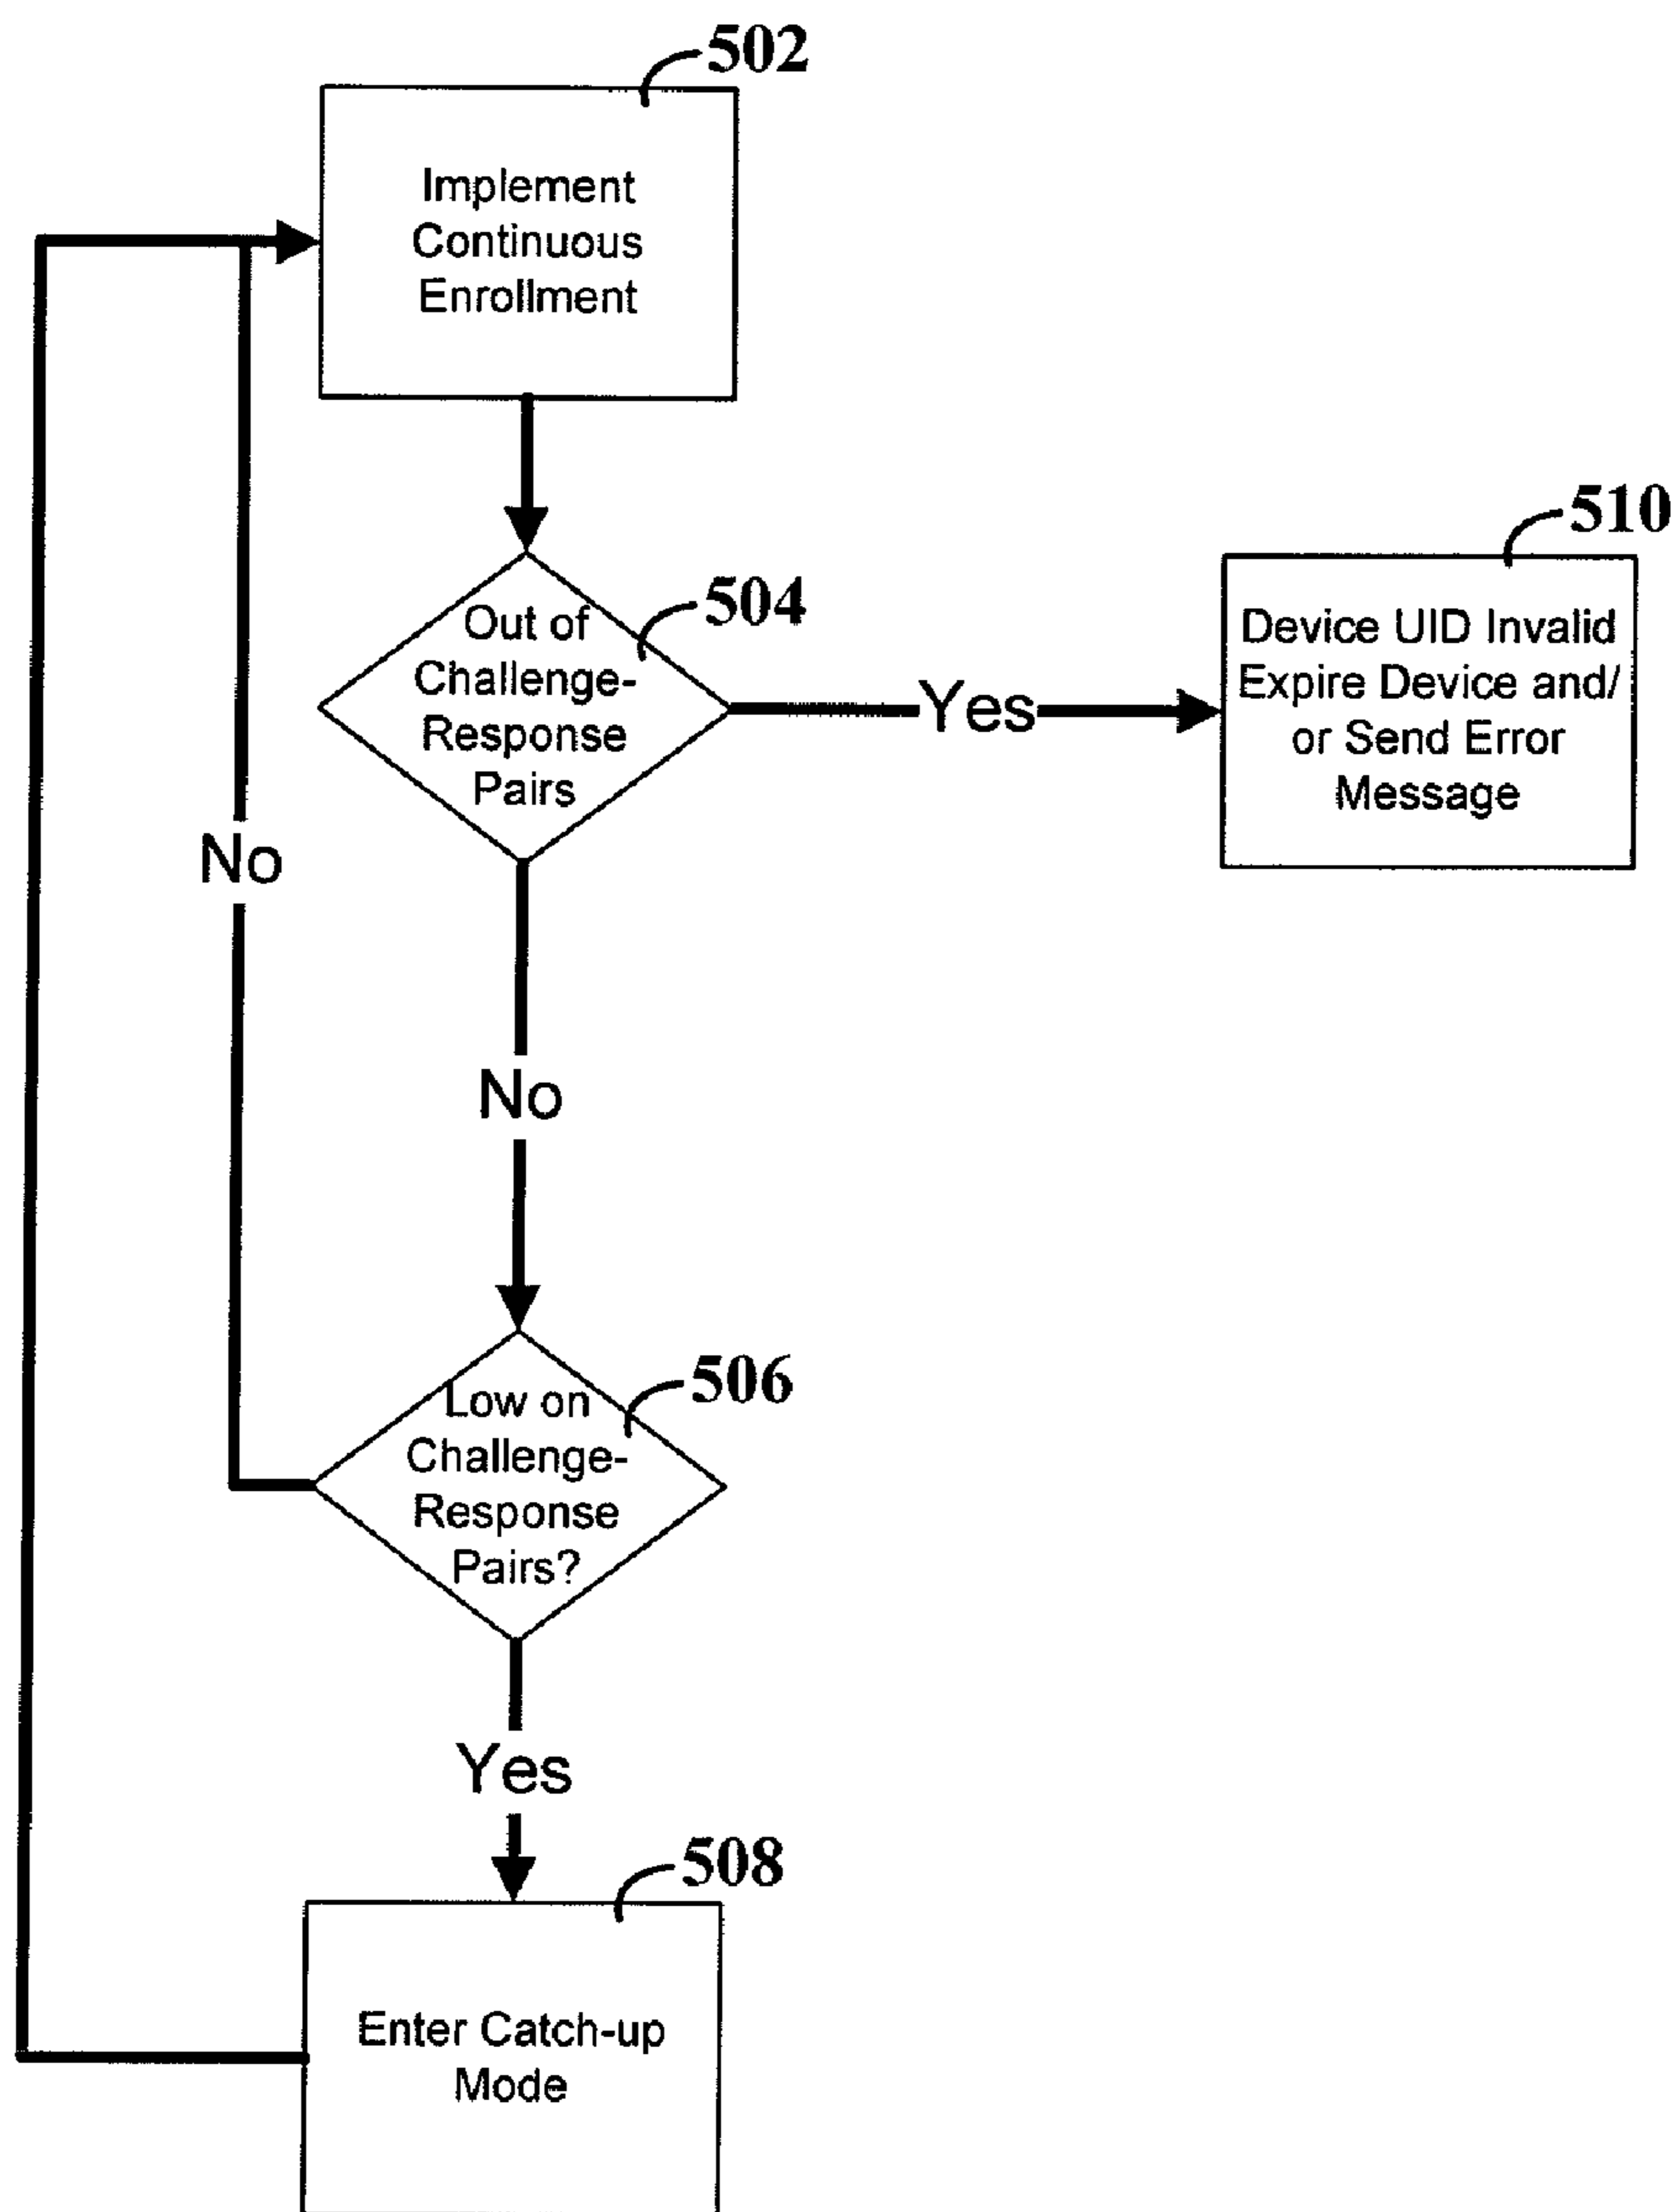 502
Implement
Continuous
Enrollment
504
Out of
Challenge-
Response
Pairs
Yes
510
Device UID Invalid
Expire Device and/
or Send Error
Message
No
No
506
Low on
Challenge-
Response
Pairs?
Yes
508
Enter Catch-up
Mode